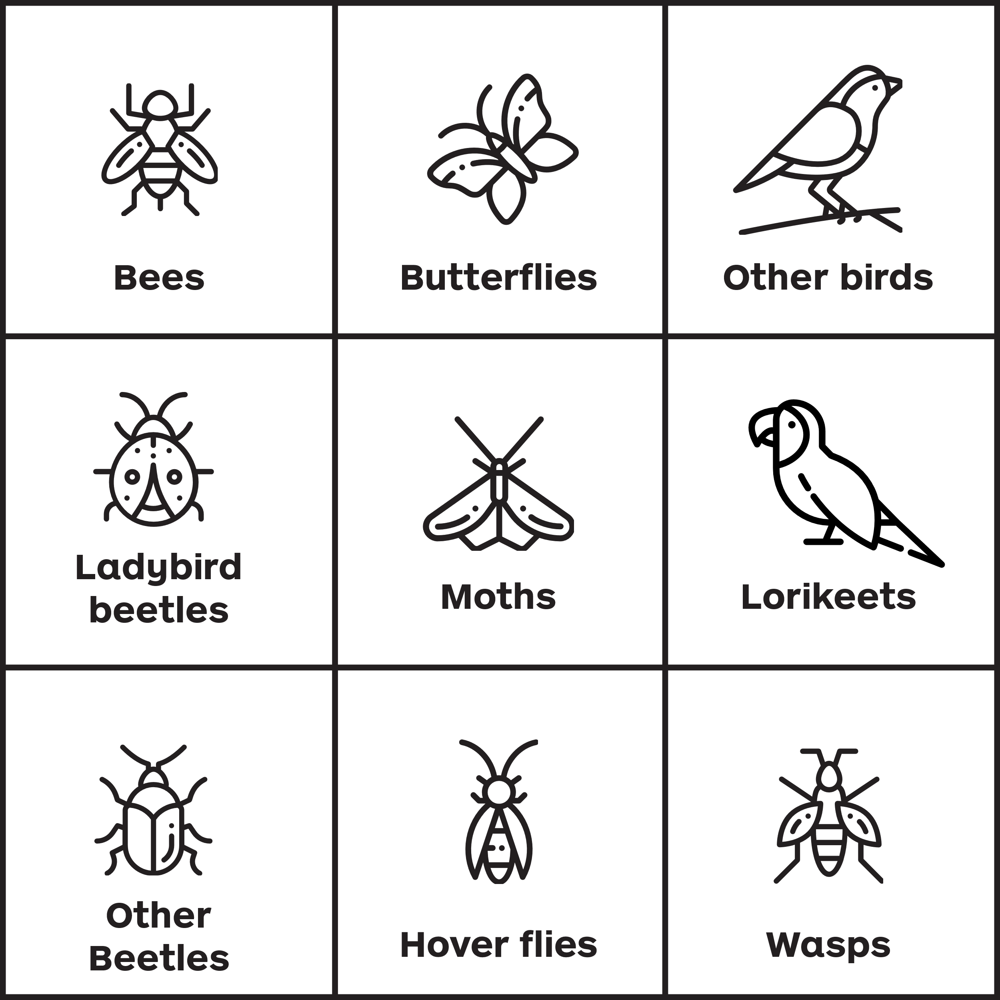 Bees
Butterflies
Other birds
Ladybird
beetles
Moths
Lorikeets
Other
Beetles
Hover flies
Wasps